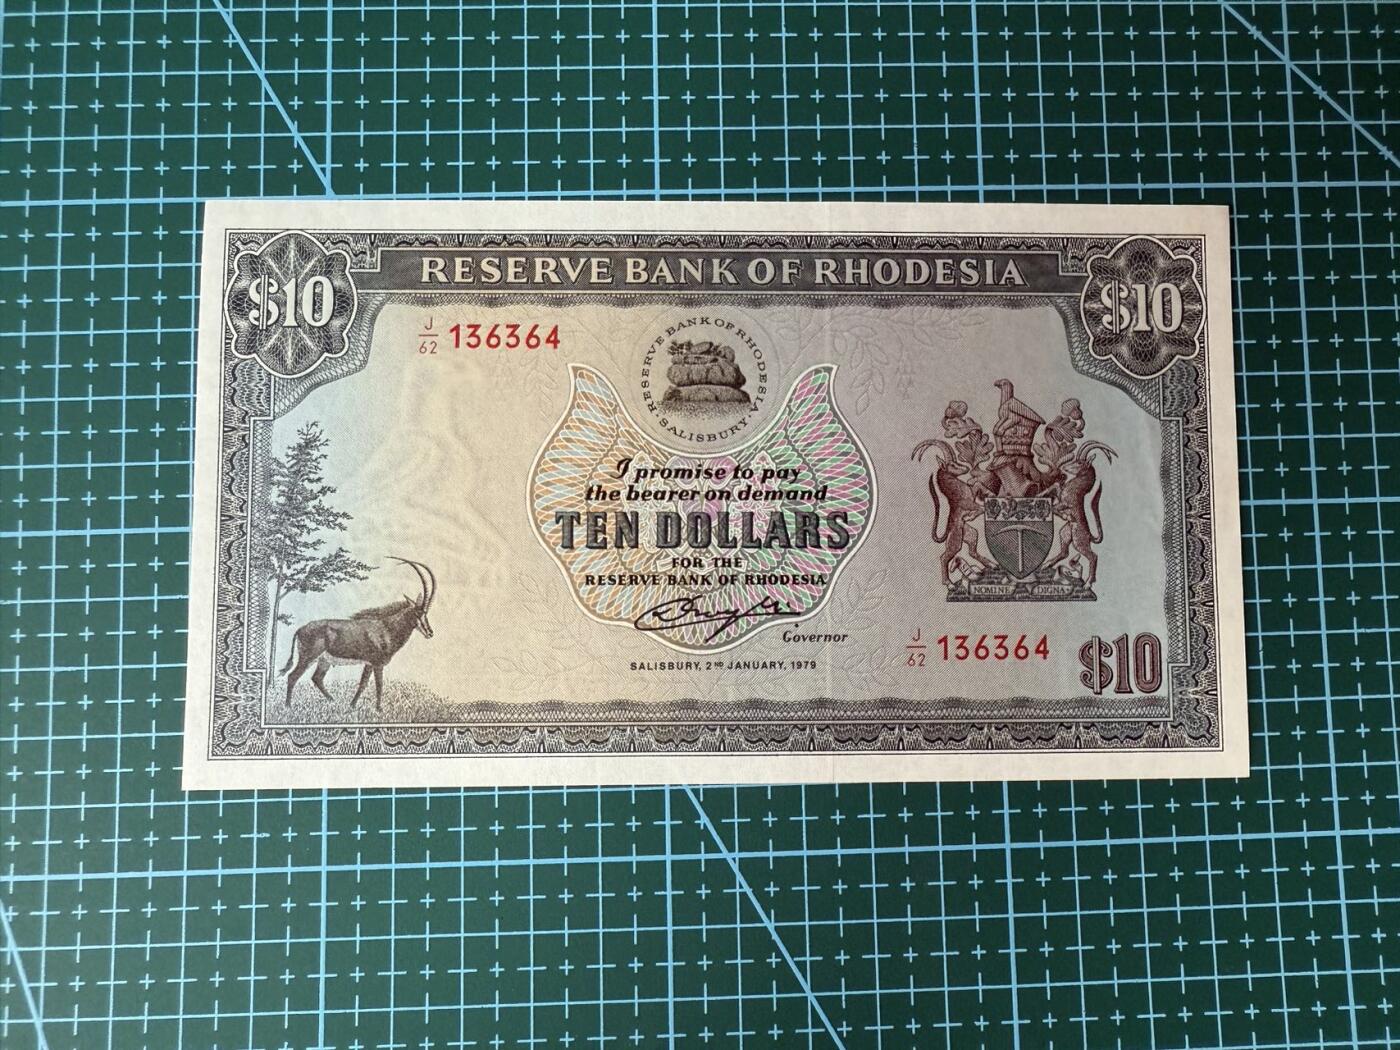 RESERVE BANK OF RHODESIA
$10
$10
J/62 136364
RESERVE BANK OF RHODESIA
· SALISBURY ·
I promise to pay
the bearer on demand
TEN DOLLARS
FOR THE
RESERVE BANK OF RHODESIA
Governor
SALISBURY, 2ND JANUARY, 1979
NOMINE DIGNA
J/62 136364
$10